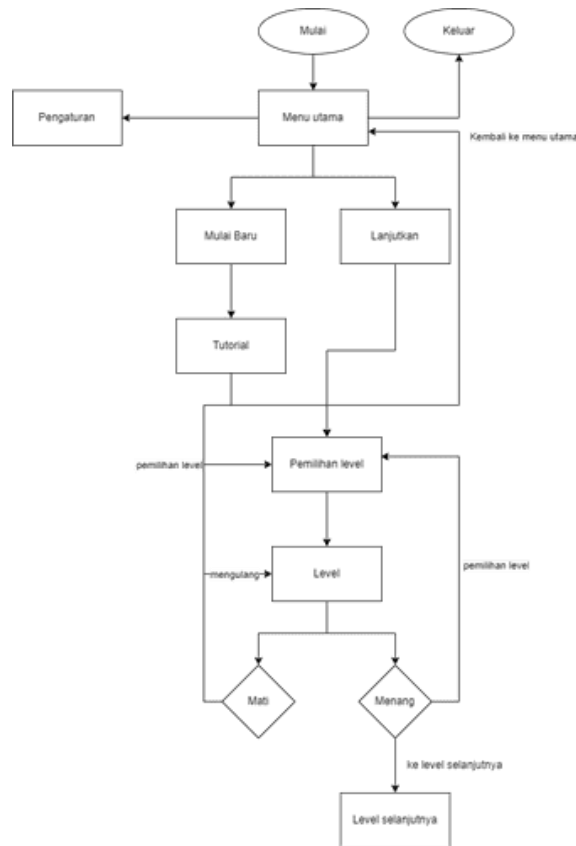 Mulai
Keluar
Pengaturan
Menu utama
Kembali ke menu utama
Mulai Baru
Lanjutkan
Tutorial
pemilihan level
Pemilihan level
mengulang
Level
pemilihan level
Mati
Menang
ke level selanjutnya
Level selanjutnya